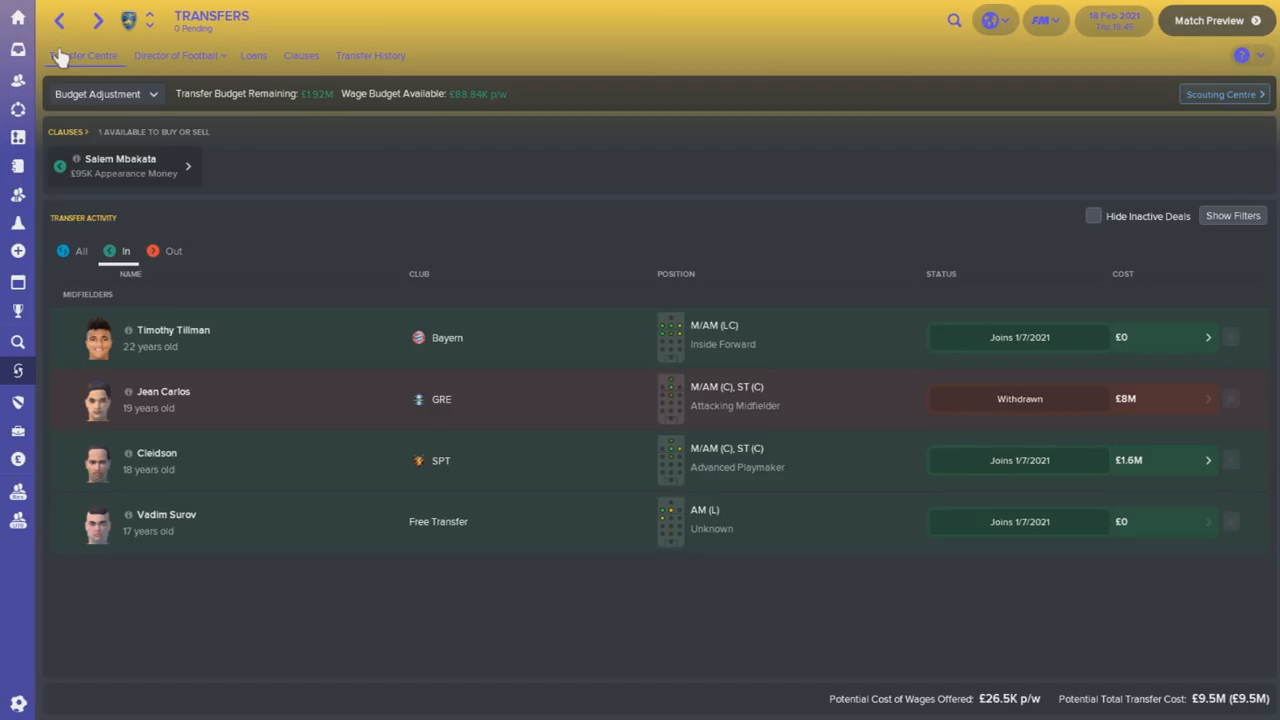 TRANSFERS
0 Pending
18 Feb 2021
Thu 19:45
Match Preview
Transfer Centre Director of Football Loans Clauses Transfer History
Budget Adjustment Transfer Budget Remaining: £192M Wage Budget Available: £88.84K p/w Scouting Centre >
CLAUSES > 1 AVAILABLE TO BUY OR SELL
Salem Mbakata
£95K Appearance Money
TRANSFER ACTIVITY
Hide Inactive Deals Show Filters
All In Out
NAME CLUB POSITION STATUS COST
MIDFIELDERS
Timothy Tillman
22 years old
Bayern
M/AM (LC)
Inside Forward
Joins 1/7/2021 £0
Jean Carlos
19 years old
GRE
M/AM (C), ST (C)
Attacking Midfielder
Withdrawn £8M
Cleidson
18 years old
SPT
M/AM (C), ST (C)
Advanced Playmaker
Joins 1/7/2021 £1.6M
Vadim Surov
17 years old
Free Transfer
AM (L)
Unknown
Joins 1/7/2021 £0
Potential Cost of Wages Offered: £26.5K p/w Potential Total Transfer Cost: £9.5M (£9.5M)